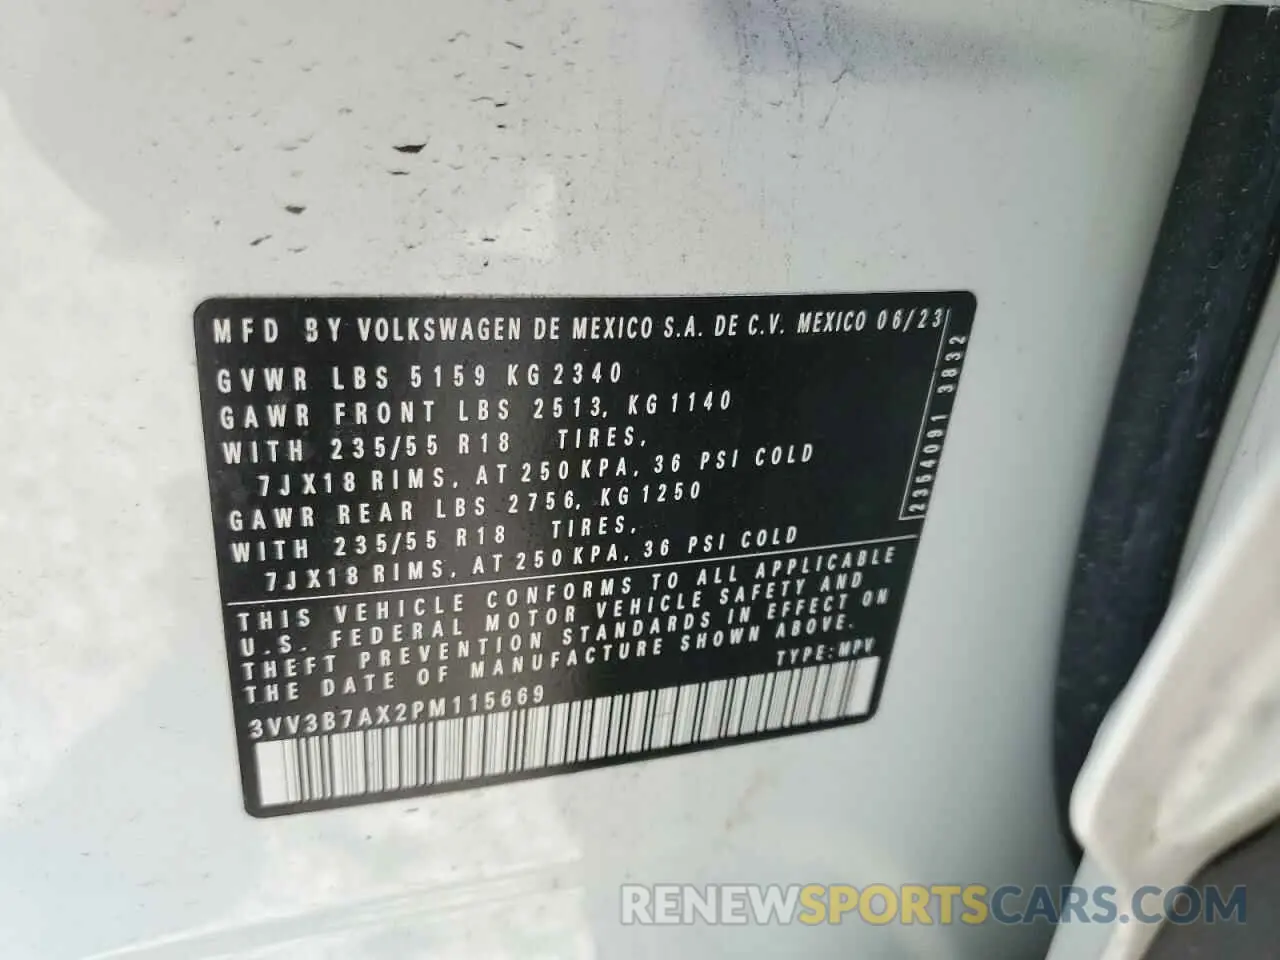 MFD BY VOLKSWAGEN DE MEXICO S.A. DE C.V. MEXICO 06/23
GVWR LBS 5159 KG 2340
GAWR FRONT LBS 2513, KG 1140
WITH 235/55 R18 TIRES,
7JX18 RIMS, AT 250 KPA, 36 PSI COLD
GAWR REAR LBS 2756, KG 1250
WITH 235/55 R18 TIRES,
7JX18 RIMS, AT 250 KPA, 36 PSI COLD
2354091 3832
THIS VEHICLE CONFORMS TO ALL APPLICABLE
U.S. FEDERAL MOTOR VEHICLE SAFETY AND
THEFT PREVENTION STANDARDS IN EFFECT ON
THE DATE OF MANUFACTURE SHOWN ABOVE.
TYPE: MPV
3VV3B7AX2PM115669
RENEWSPORTSCARS.COM